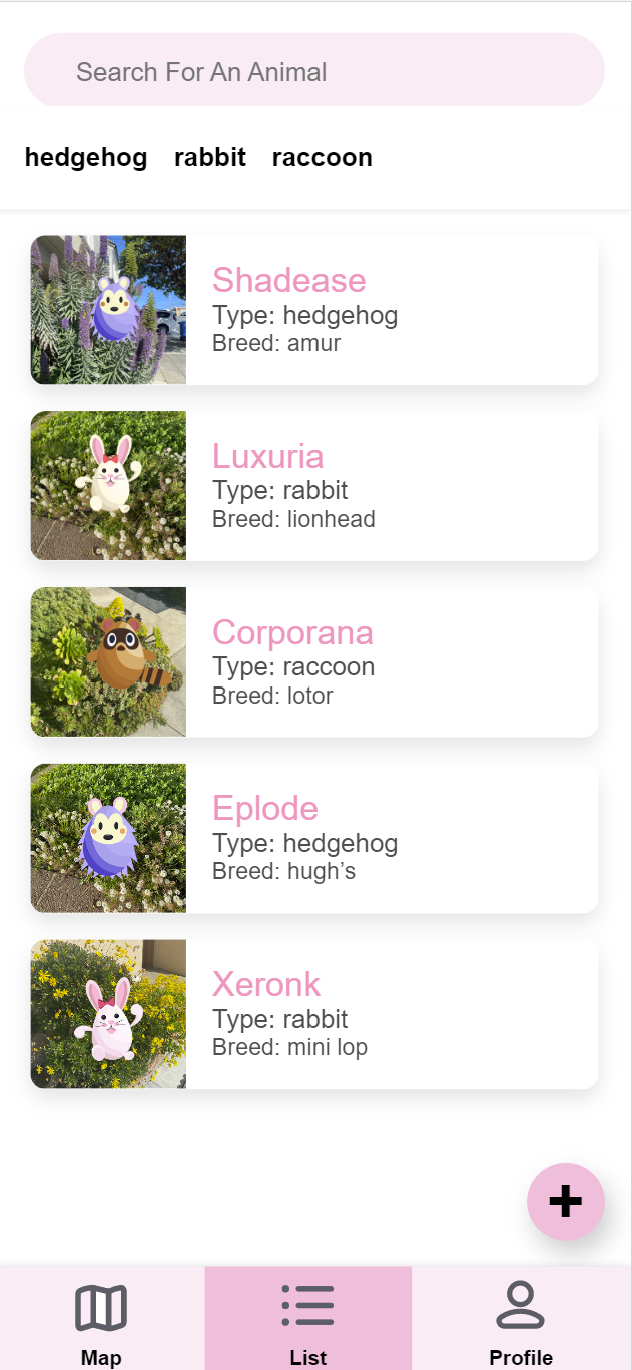 Search For An Animal
hedgehog rabbit raccoon
Shadease
Type: hedgehog
Breed: amur
Luxuria
Type: rabbit
Breed: lionhead
Corporana
Type: raccoon
Breed: lotor
Eplode
Type: hedgehog
Breed: hugh’s
Xeronk
Type: rabbit
Breed: mini lop
+
Map List Profile